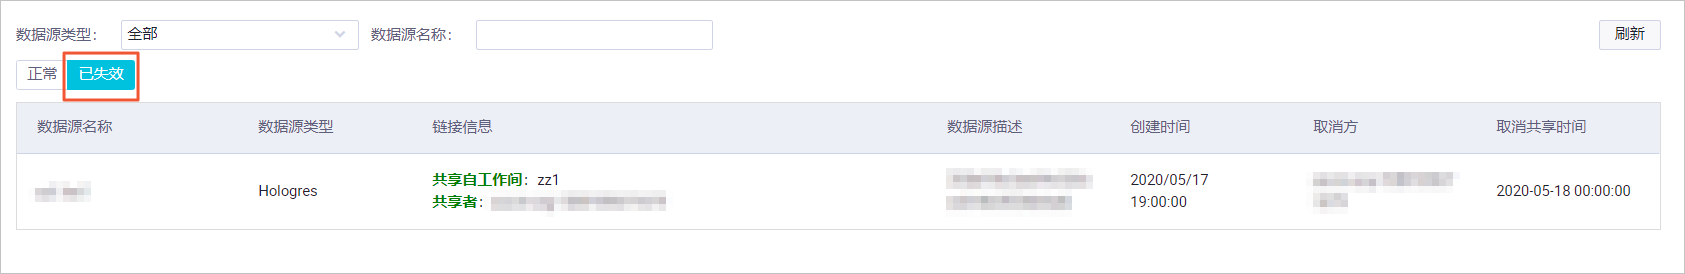 数据源类型： 全部 数据源名称： 刷新
正常 已失效
数据源名称 数据源类型 链接信息 数据源描述 创建时间 取消方 取消共享时间
Hologres 共享自工作间：zz1 2020/05/17 2020-05-18 00:00:00
共享者： 19:00:00